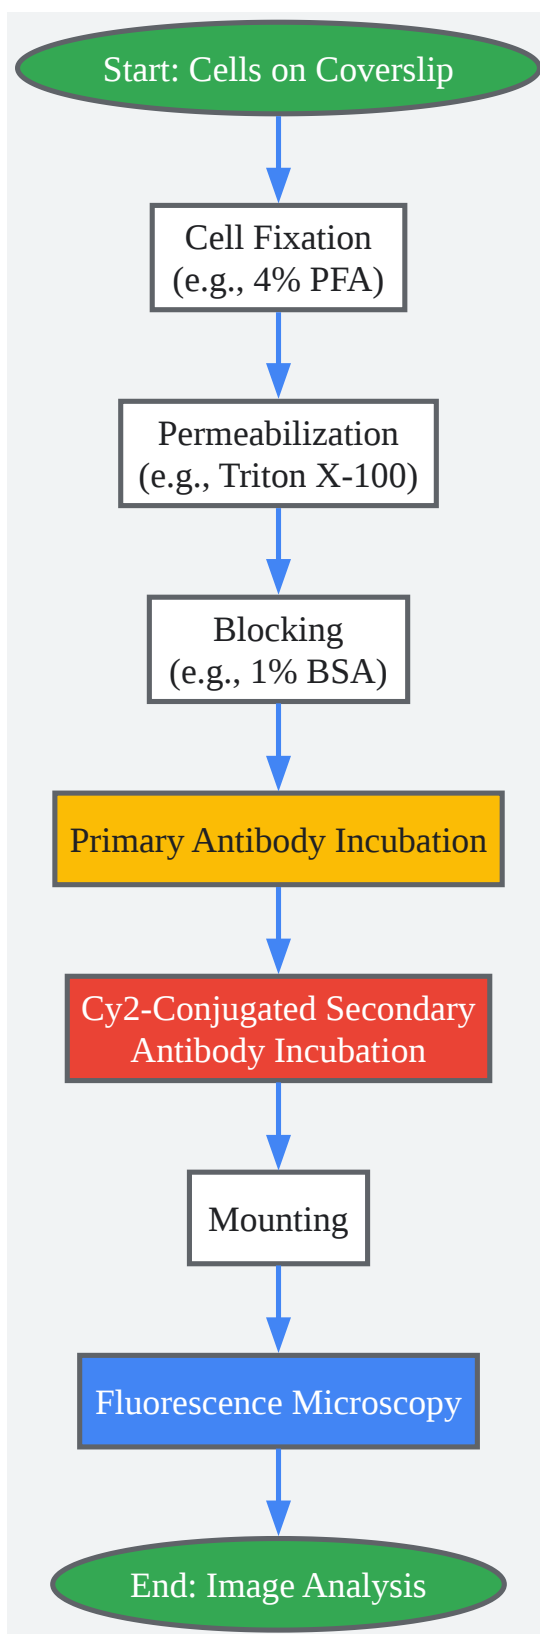 Start: Cells on Coverslip
Cell Fixation
(e.g., 4% PFA)
Permeabilization
(e.g., Triton X-100)
Blocking
(e.g., 1% BSA)
Primary Antibody Incubation
Cy2-Conjugated Secondary
Antibody Incubation
Mounting
Fluorescence Microscopy
End: Image Analysis